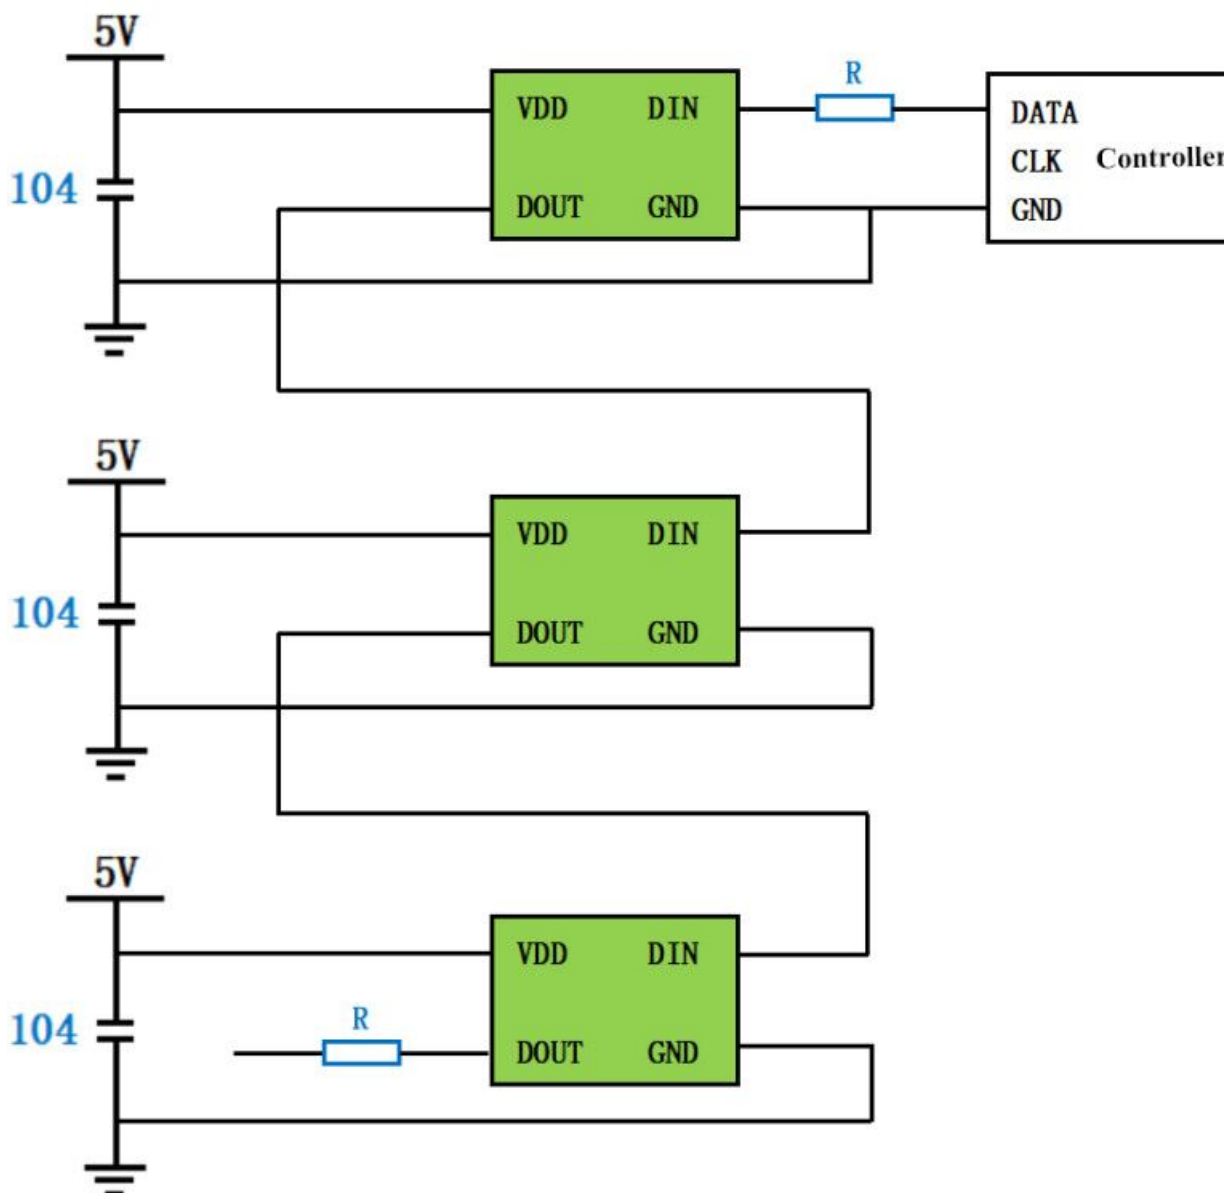 5V
VDD DIN R DATA
104 CLK Controller
DOUT GND GND
5V
VDD DIN
104
DOUT GND
5V
VDD DIN
104 R
DOUT GND